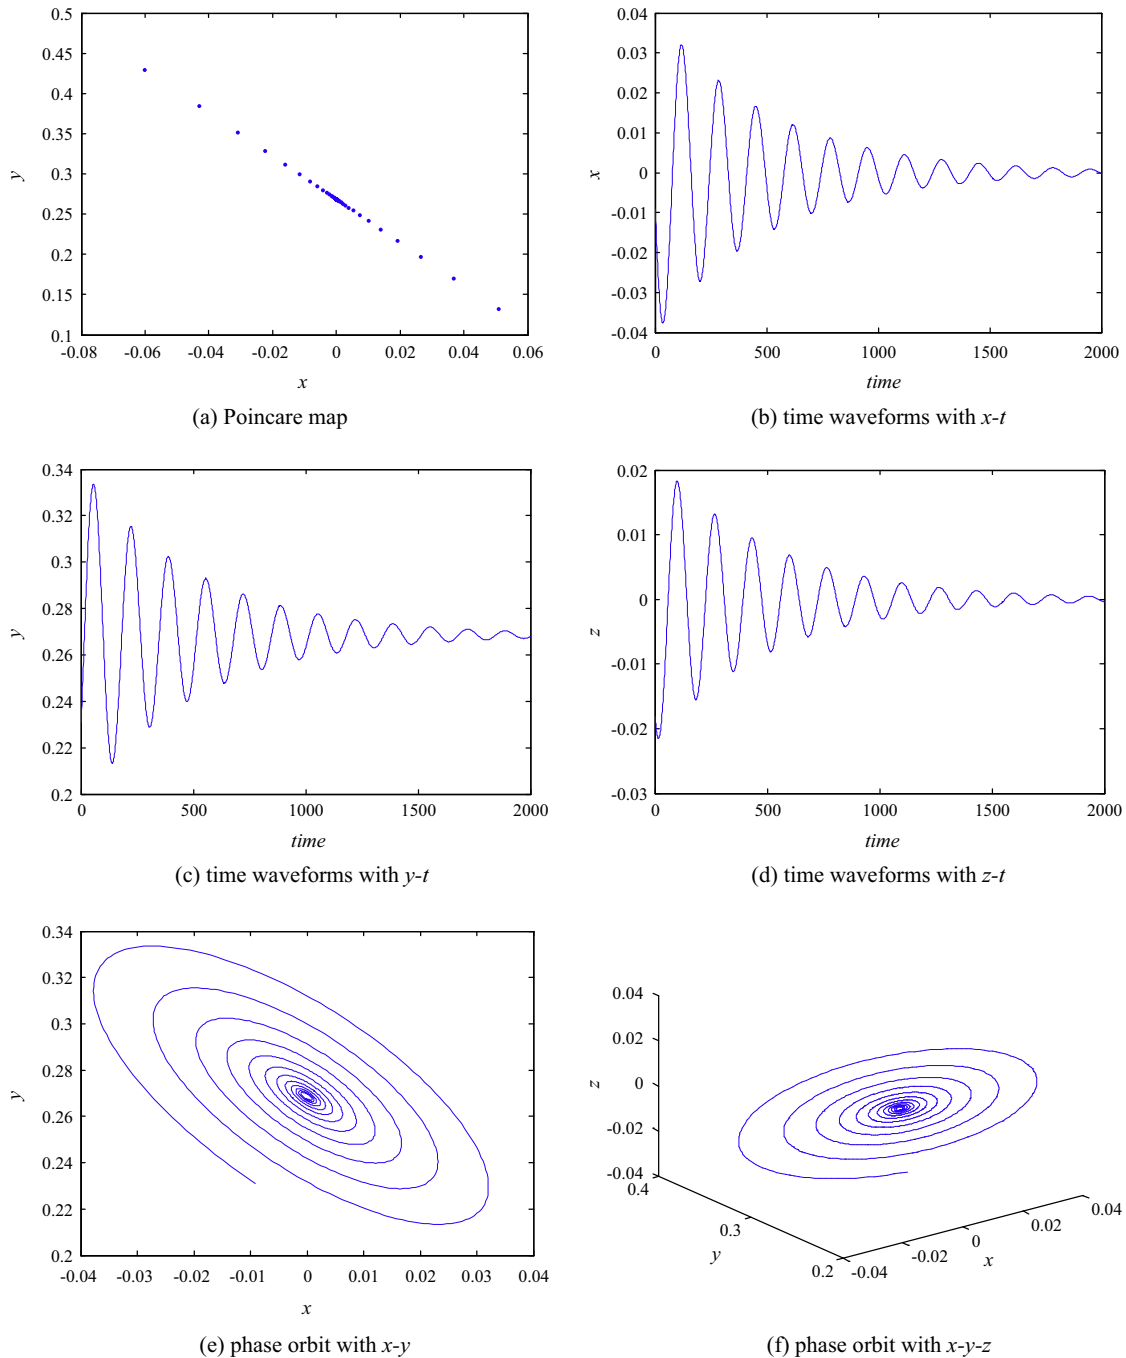 0.5
0.45
0.4
0.35
0.3
0.25
0.2
0.15
0.1
y
-0.08 -0.06 -0.04 -0.02 0 0.02 0.04 0.06
x
(a) Poincare map
0.04
0.03
0.02
0.01
0
-0.01
-0.02
-0.03
-0.04
x
0 500 1000 1500 2000
time
(b) time waveforms with x-t
0.34
0.32
0.3
0.28
0.26
0.24
0.22
0.2
y
0 500 1000 1500 2000
time
(c) time waveforms with y-t
0.02
0.01
0
-0.01
-0.02
-0.03
z
0 500 1000 1500 2000
time
(d) time waveforms with z-t
0.34
0.32
0.3
0.28
0.26
0.24
0.22
0.2
y
-0.04 -0.03 -0.02 -0.01 0 0.01 0.02 0.03 0.04
x
(e) phase orbit with x-y
0.04
0.02
0
-0.02
-0.04
z
0.4
0.3
0.2
y
-0.04
-0.02
0
0.02
0.04
x
(f) phase orbit with x-y-z